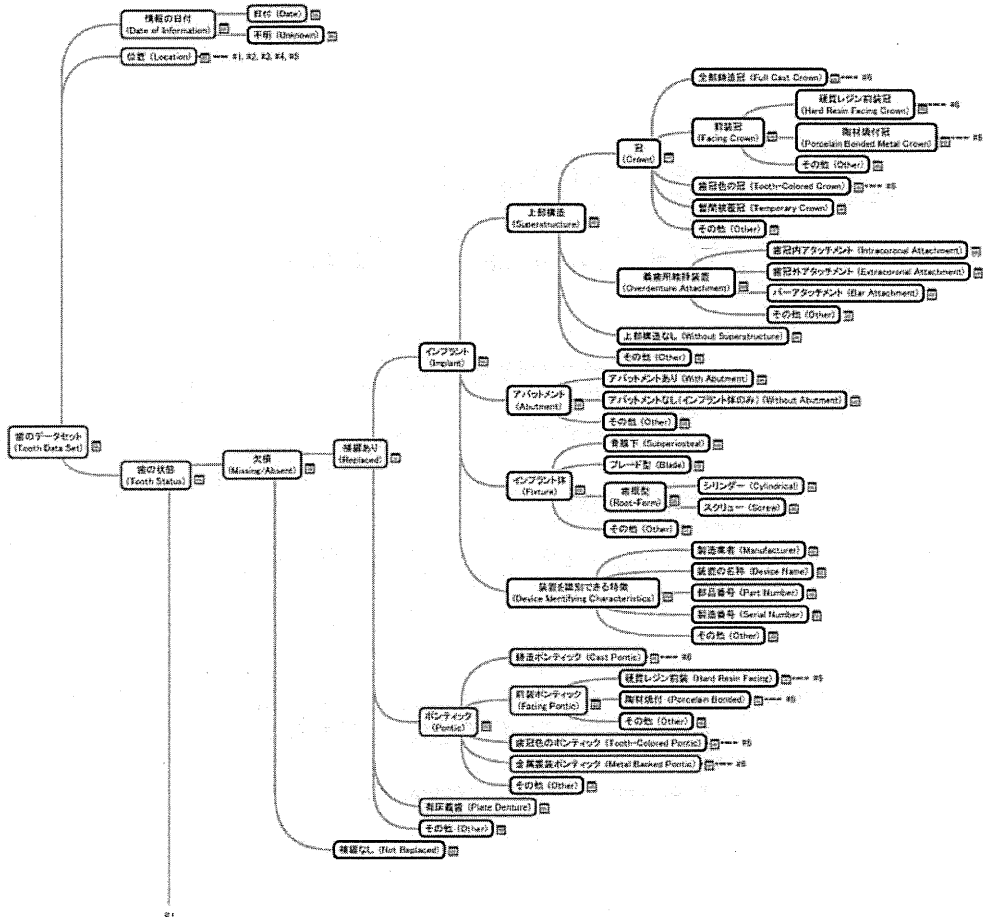 情報の日付
(Date of Information)
日付 (Date)
不明 (Unknown)
位置 (Location)
#1, #2, #3, #4, #5
歯のデータセット
(Tooth Data Set)
歯の状態
(Tooth Status)
欠損
(Missing/Absent)
補綴あり
(Replaced)
インプラント
(Implant)
上部構造
(Superstructure)
冠
(Crown)
全部鋳造冠 (Full Cast Crown)
前装冠
(Facing Crown)
硬質レジン前装冠
(Hard Resin Facing Crown)
陶材焼付冠
(Porcelain Bonded Metal Crown)
その他 (Other)
歯冠色の冠 (Tooth-Colored Crown)
暫間被覆冠 (Temporary Crown)
その他 (Other)
義歯用維持装置
(Overdenture Attachment)
歯冠内アタッチメント (Intracoronal Attachment)
歯冠外アタッチメント (Extracoronal Attachment)
バーアタッチメント (Bar Attachment)
その他 (Other)
上部構造なし (Without Superstructure)
その他 (Other)
アバットメント
(Abutment)
アバットメントあり (With Abutment)
アバットメントなし(インプラント体のみ) (Without Abutment)
その他 (Other)
インプラント体
(Fixture)
骨膜下 (Subperiosteal)
ブレード型 (Blade)
歯根型
(Root-Form)
シリンダー (Cylindrical)
スクリュー (Screw)
その他 (Other)
装置を識別できる特徴
(Device Identifying Characteristics)
製造業者 (Manufacturer)
装置の名称 (Device Name)
部品番号 (Part Number)
製造番号 (Serial Number)
その他 (Other)
ポンティック
(Pontic)
鋳造ポンティック (Cast Pontic)
前装ポンティック
(Facing Pontic)
硬質レジン前装 (Hard Resin Facing)
陶材焼付 (Porcelain Bonded)
その他 (Other)
歯冠色のポンティック (Tooth-Colored Pontic)
金属裏装ポンティック (Metal Backed Pontic)
その他 (Other)
有床義歯 (Plate Denture)
その他 (Other)
補綴なし (Not Replaced)
#1